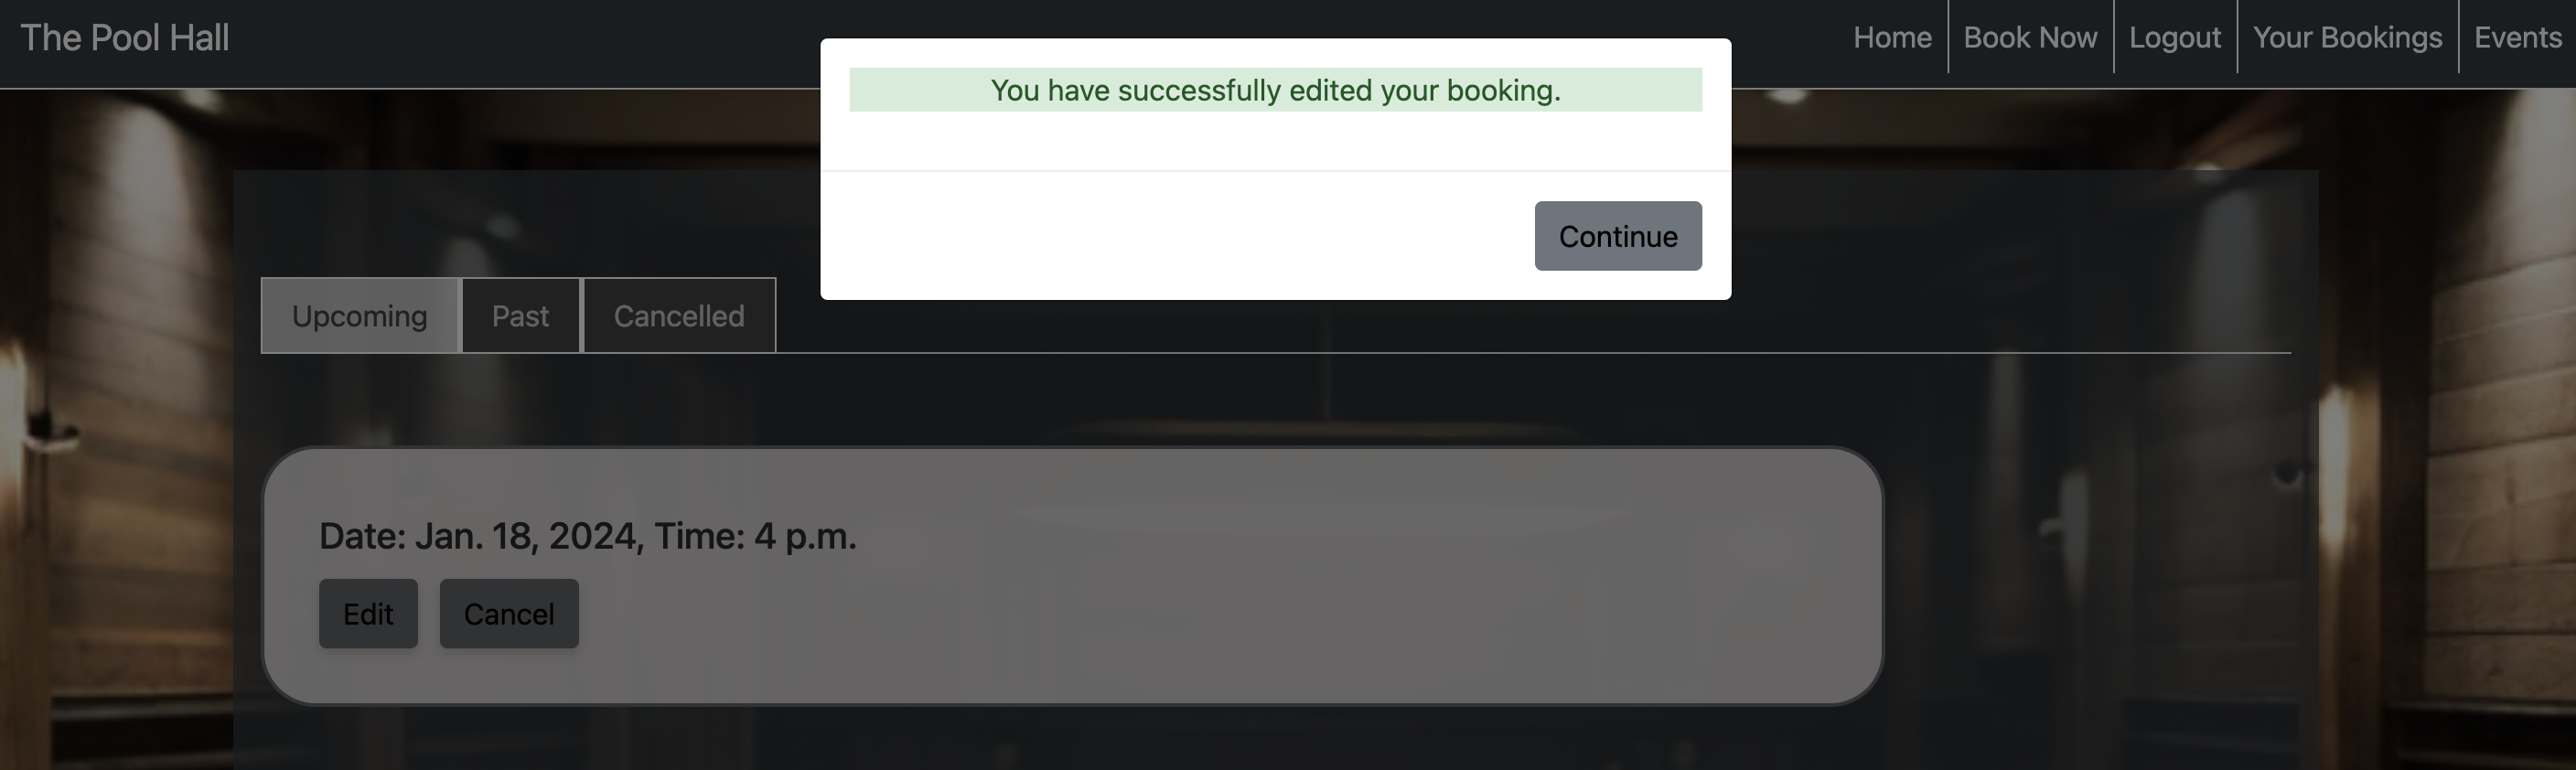 The Pool Hall
Home
Book Now
Logout
Your Bookings
Events
You have successfully edited your booking.
Continue
Upcoming
Past
Cancelled
Date: Jan. 18, 2024, Time: 4 p.m.
Edit
Cancel